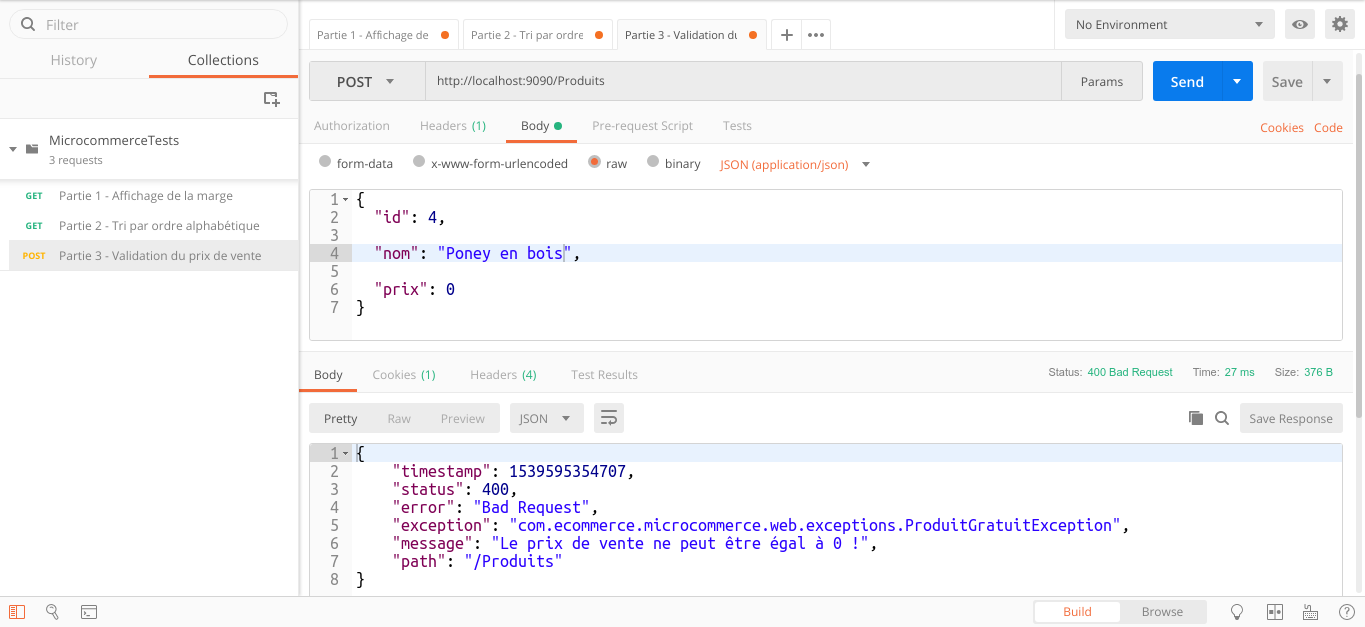 Filter
History Collections
MicrocommerceTests
3 requests
GET Partie 1 - Affichage de la marge
GET Partie 2 - Tri par ordre alphabétique
POST Partie 3 - Validation du prix de vente
Partie 1 - Affichage de Partie 2 - Tri par ordre Partie 3 - Validation du
No Environment
POST http://localhost:9090/Produits Params Send Save
Authorization Headers (1) Body Pre-request Script Tests Cookies Code
form-data x-www-form-urlencoded raw binary JSON (application/json)
1 {
2 "id": 4,
3
4 "nom": "Poney en bois",
5
6 "prix": 0
7 }
Body Cookies (1) Headers (4) Test Results Status: 400 Bad Request Time: 27 ms Size: 376 B
Pretty Raw Preview JSON Save Response
1 {
2 "timestamp": 1539595354707,
3 "status": 400,
4 "error": "Bad Request",
5 "exception": "com.ecommerce.microcommerce.web.exceptions.ProduitGratuitException",
6 "message": "Le prix de vente ne peut être égal à 0 !",
7 "path": "/Produits"
8 }
Build Browse